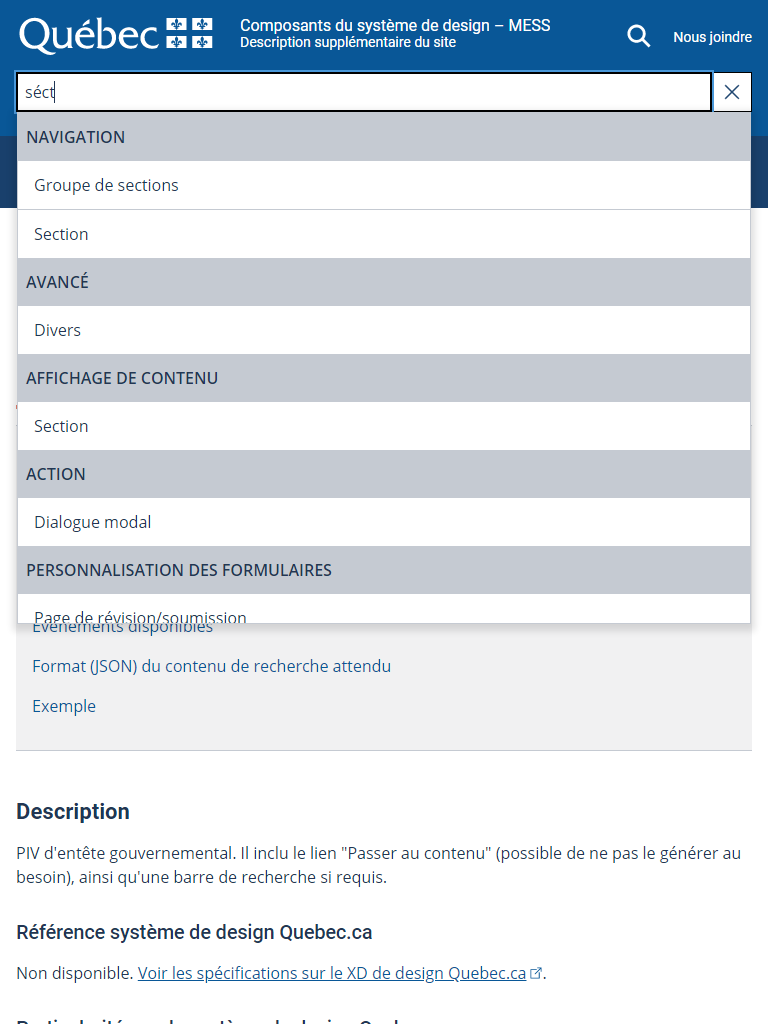 Québec
Composants du système de design – MESS
Description supplémentaire du site
Nous joindre
séct
NAVIGATION
Groupe de sections
Section
AVANCÉ
Divers
AFFICHAGE DE CONTENU
Section
ACTION
Dialogue modal
PERSONNALISATION DES FORMULAIRES
Page de révision/soumission
Événements disponibles
Format (JSON) du contenu de recherche attendu
Exemple
Description
PIV d'entête gouvernemental. Il inclu le lien "Passer au contenu" (possible de ne pas le générer au
besoin), ainsi qu'une barre de recherche si requis.
Référence système de design Quebec.ca
Non disponible. Voir les spécifications sur le XD de design Quebec.ca.